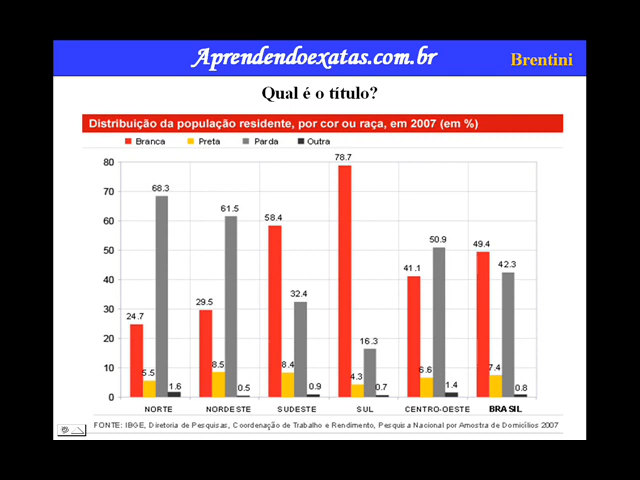 Aprendendoexatas.com.br
Brentini
Qual é o título?
Distribuição da população residente, por cor ou raça, em 2007 (em %)
Branca Preta Parda Outra
80
70
60
50
40
30
20
10
0
24.7 5.5 68.3 1.6
29.5 8.5 61.5 0.5
58.4 8.4 32.4 0.9
78.7 4.3 16.3 0.7
41.1 6.6 50.9 1.4
49.4 7.4 42.3 0.8
NORTE NORDESTE SUDESTE SUL CENTRO-OESTE BRASIL
FONTE: IBGE, Diretoria de Pesquisas, Coordenação de Trabalho e Rendimento, Pesquisa Nacional por Amostra de Domicílios 2007